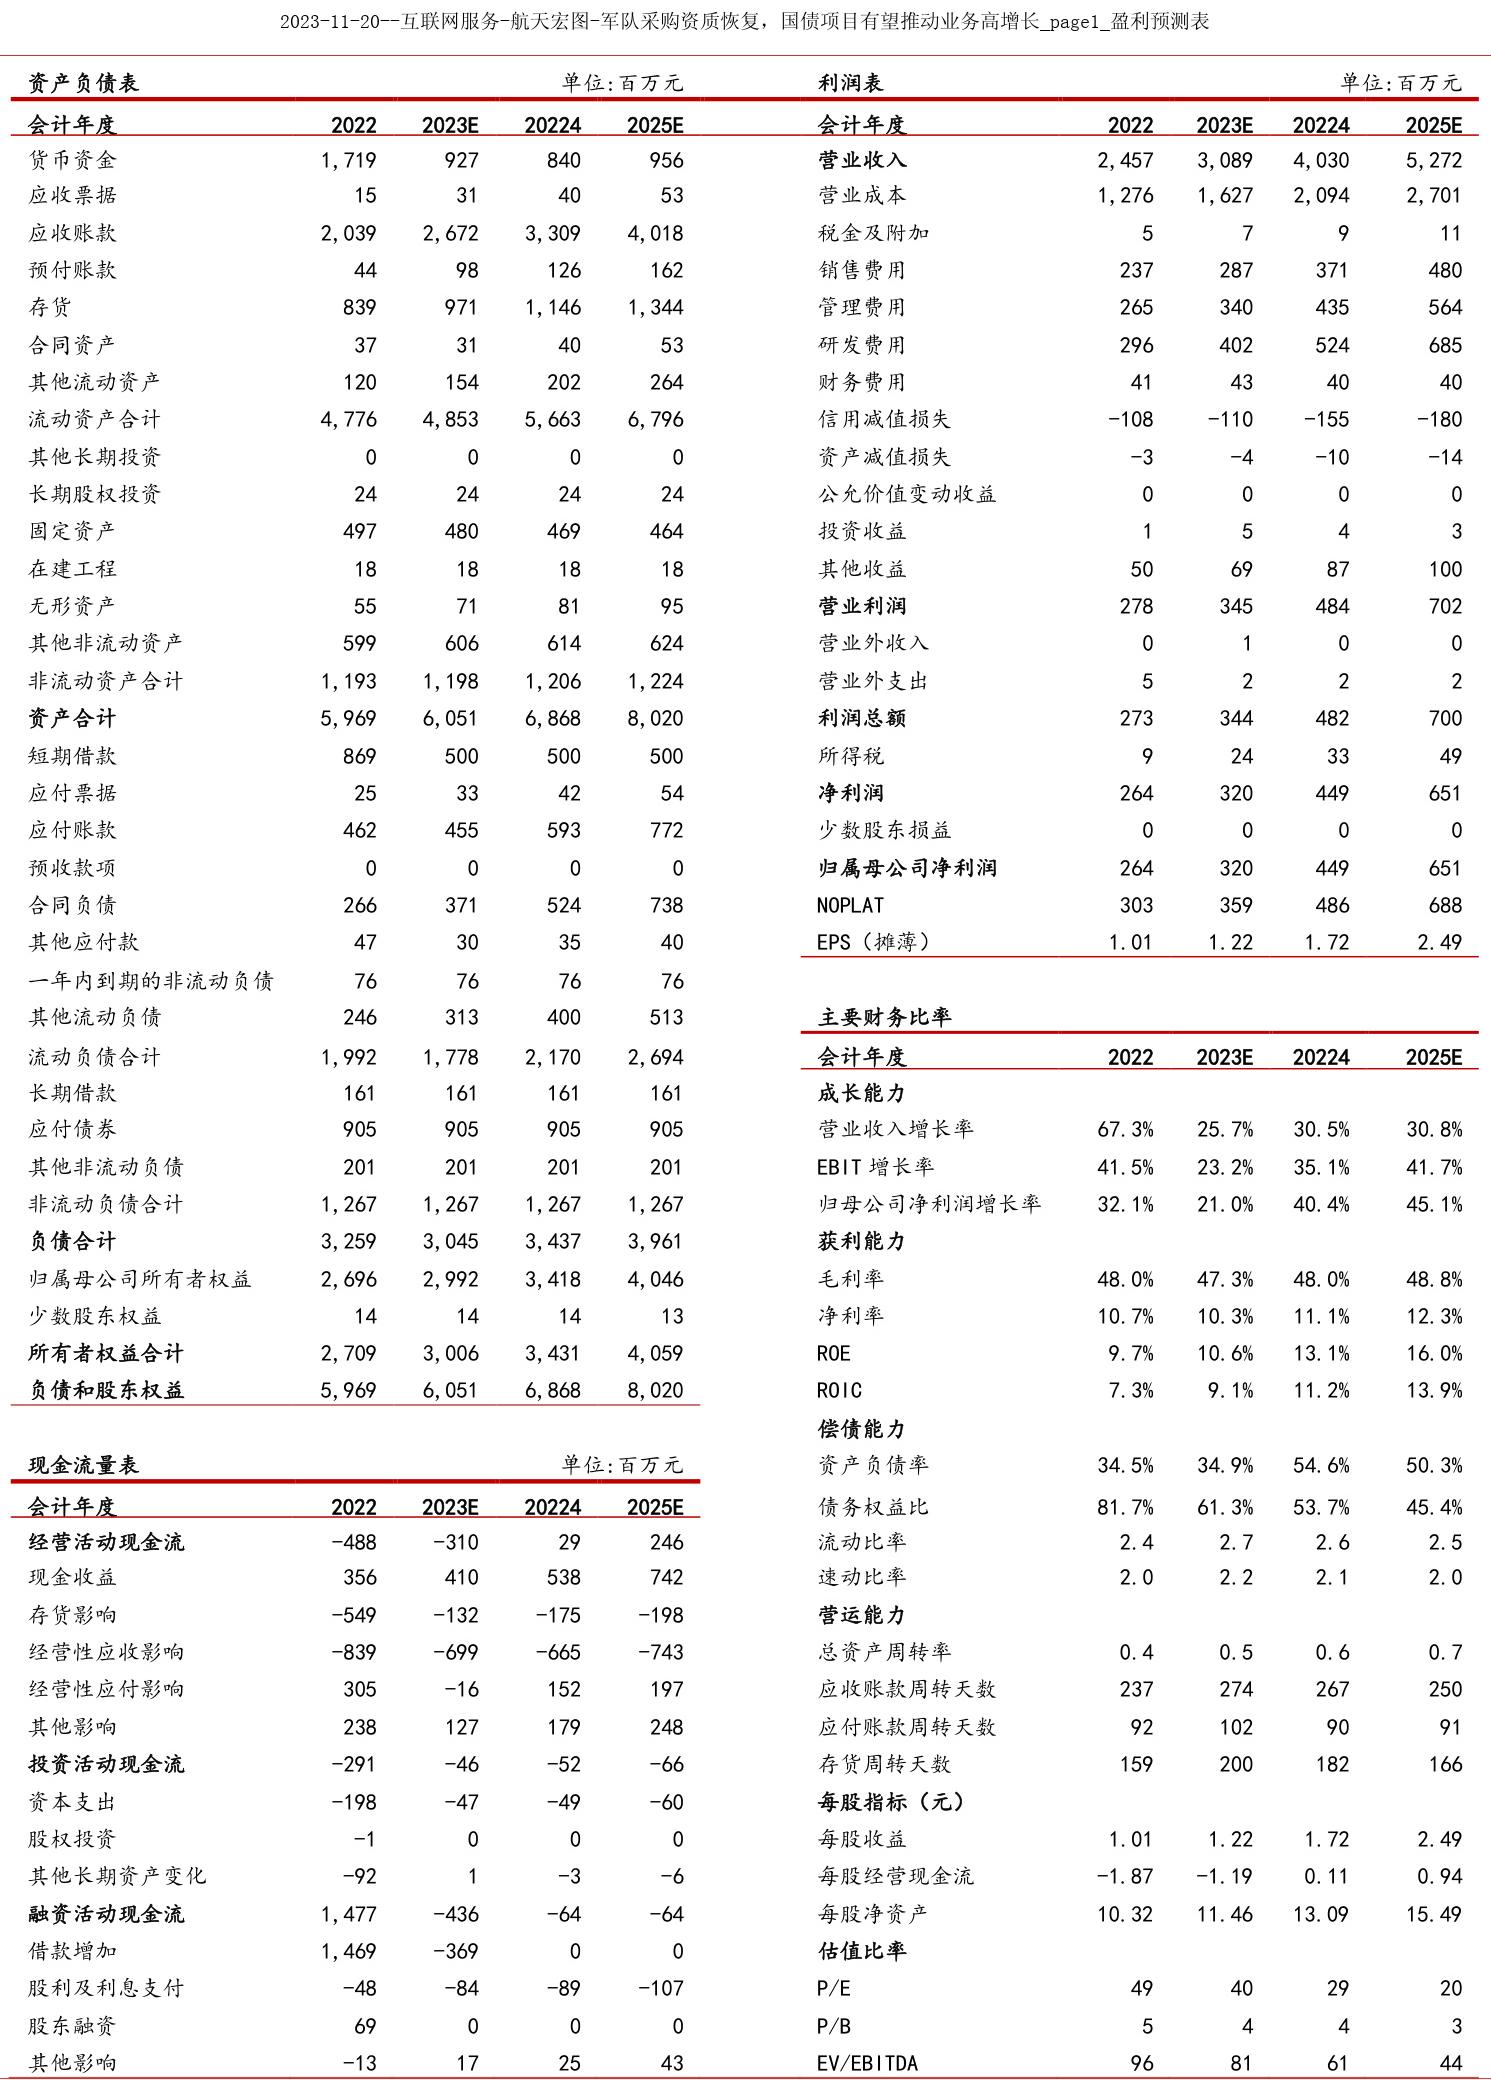 2023-11-20--互联网服务-航天宏图-军队采购资质恢复，国债项目有望推动业务高增长_page1_盈利预测表
资产负债表 单位:百万元
会计年度 2022 2023E 20224 2025E
货币资金 1,719 927 840 956
应收票据 15 31 40 53
应收账款 2,039 2,672 3,309 4,018
预付账款 44 98 126 162
存货 839 971 1,146 1,344
合同资产 37 31 40 53
其他流动资产 120 154 202 264
流动资产合计 4,776 4,853 5,663 6,796
其他长期投资 0 0 0 0
长期股权投资 24 24 24 24
固定资产 497 480 469 464
在建工程 18 18 18 18
无形资产 55 71 81 95
其他非流动资产 599 606 614 624
非流动资产合计 1,193 1,198 1,206 1,224
资产合计 5,969 6,051 6,868 8,020
短期借款 869 500 500 500
应付票据 25 33 42 54
应付账款 462 455 593 772
预收款项 0 0 0 0
合同负债 266 371 524 738
其他应付款 47 30 35 40
一年内到期的非流动负债 76 76 76 76
其他流动负债 246 313 400 513
流动负债合计 1,992 1,778 2,170 2,694
长期借款 161 161 161 161
应付债券 905 905 905 905
其他非流动负债 201 201 201 201
非流动负债合计 1,267 1,267 1,267 1,267
负债合计 3,259 3,045 3,437 3,961
归属母公司所有者权益 2,696 2,992 3,418 4,046
少数股东权益 14 14 14 13
所有者权益合计 2,709 3,006 3,431 4,059
负债和股东权益 5,969 6,051 6,868 8,020
现金流量表 单位:百万元
会计年度 2022 2023E 20224 2025E
经营活动现金流 -488 -310 29 246
现金收益 356 410 538 742
存货影响 -549 -132 -175 -198
经营性应收影响 -839 -699 -665 -743
经营性应付影响 305 -16 152 197
其他影响 238 127 179 248
投资活动现金流 -291 -46 -52 -66
资本支出 -198 -47 -49 -60
股权投资 -1 0 0 0
其他长期资产变化 -92 1 -3 -6
融资活动现金流 1,477 -436 -64 -64
借款增加 1,469 -369 0 0
股利及利息支付 -48 -84 -89 -107
股东融资 69 0 0 0
其他影响 -13 17 25 43
利润表 单位:百万元
会计年度 2022 2023E 20224 2025E
营业收入 2,457 3,089 4,030 5,272
营业成本 1,276 1,627 2,094 2,701
税金及附加 5 7 9 11
销售费用 237 287 371 480
管理费用 265 340 435 564
研发费用 296 402 524 685
财务费用 41 43 40 40
信用减值损失 -108 -110 -155 -180
资产减值损失 -3 -4 -10 -14
公允价值变动收益 0 0 0 0
投资收益 1 5 4 3
其他收益 50 69 87 100
营业利润 278 345 484 702
营业外收入 0 1 0 0
营业外支出 5 2 2 2
利润总额 273 344 482 700
所得税 9 24 33 49
净利润 264 320 449 651
少数股东损益 0 0 0 0
归属母公司净利润 264 320 449 651
NOPLAT 303 359 486 688
EPS（摊薄） 1.01 1.22 1.72 2.49
主要财务比率
会计年度 2022 2023E 20224 2025E
成长能力
营业收入增长率 67.3% 25.7% 30.5% 30.8%
EBIT增长率 41.5% 23.2% 35.1% 41.7%
归母公司净利润增长率 32.1% 21.0% 40.4% 45.1%
获利能力
毛利率 48.0% 47.3% 48.0% 48.8%
净利率 10.7% 10.3% 11.1% 12.3%
ROE 9.7% 10.6% 13.1% 16.0%
ROIC 7.3% 9.1% 11.2% 13.9%
偿债能力
资产负债率 34.5% 34.9% 54.6% 50.3%
债务权益比 81.7% 61.3% 53.7% 45.4%
流动比率 2.4 2.7 2.6 2.5
速动比率 2.0 2.2 2.1 2.0
营运能力
总资产周转率 0.4 0.5 0.6 0.7
应收账款周转天数 237 274 267 250
应付账款周转天数 92 102 90 91
存货周转天数 159 200 182 166
每股指标（元）
每股收益 1.01 1.22 1.72 2.49
每股经营现金流 -1.87 -1.19 0.11 0.94
每股净资产 10.32 11.46 13.09 15.49
估值比率
P/E 49 40 29 20
P/B 5 4 4 3
EV/EBITDA 96 81 61 44